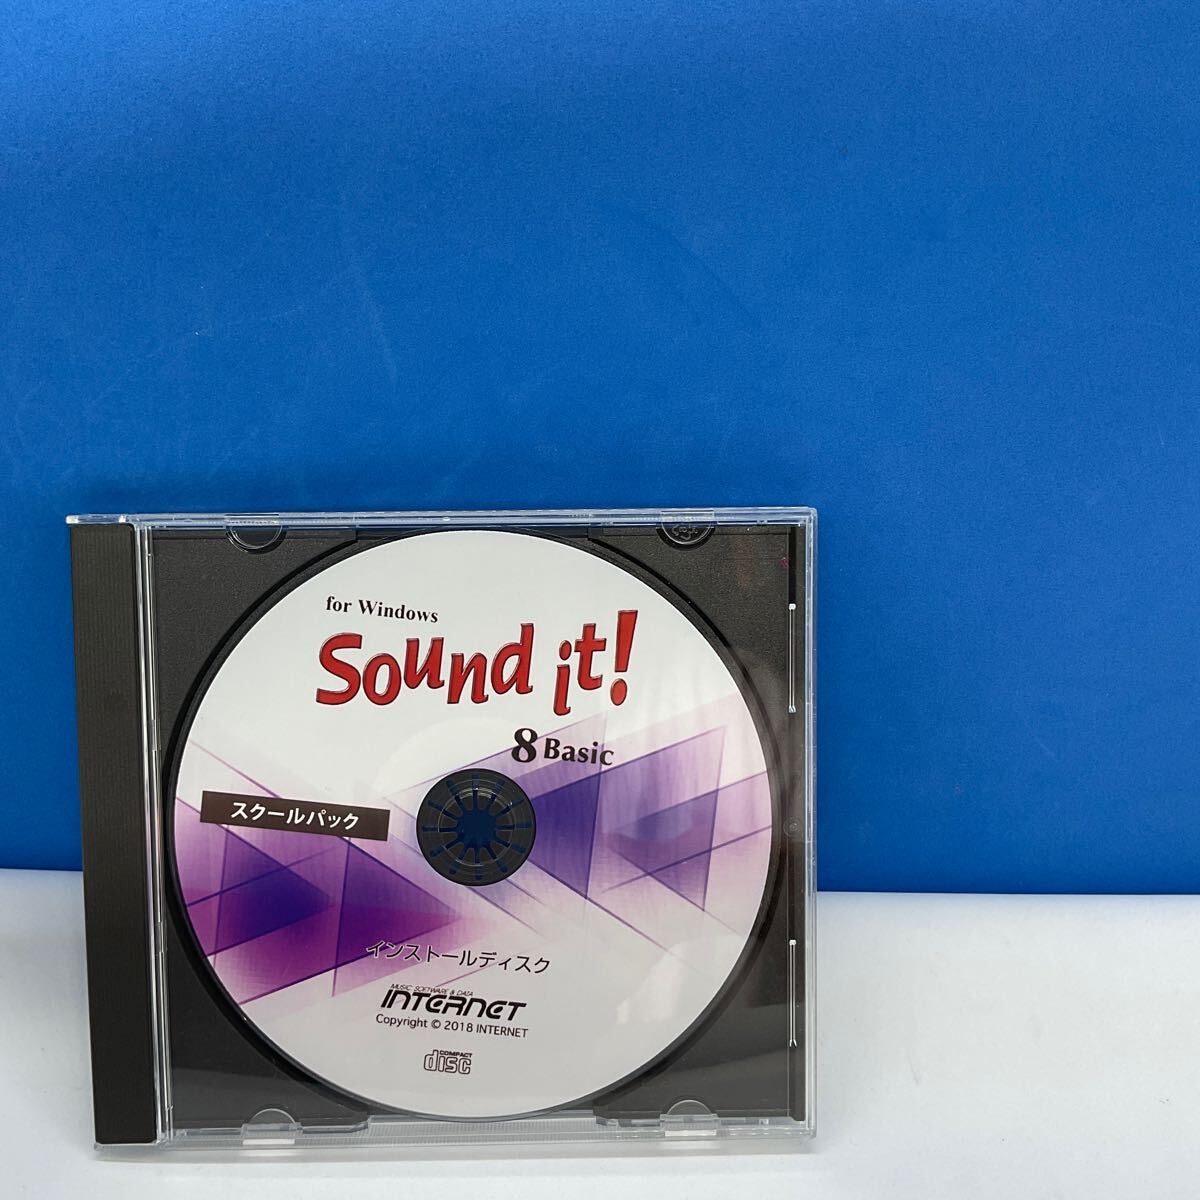 for Windows
Sound it!
8 Basic
スクールパック
インストールディスク
MUSIC SOFTWARE & DATA
INTERNET
Copyright © 2018 INTERNET
COMPACT
disc